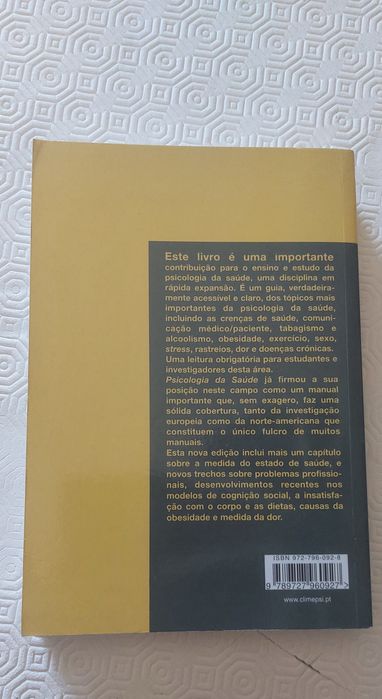 Este livro é uma importante
contribuição para o ensino e estudo da
psicologia da saúde, uma disciplina em
rápida expansão. É um guia, verdadeira-
mente acessível e claro, dos tópicos mais
importantes da psicologia da saúde,
incluindo as crenças de saúde, comuni-
cação médico/paciente, tabagismo e
alcoolismo, obesidade, exercício, sexo,
stress, rastreios, dor e doenças crónicas.
Uma leitura obrigatória para estudantes e
investigadores desta área.
Psicologia da Saúde já firmou a sua
posição neste campo como um manual
importante que, sem exagero, faz uma
sólida cobertura, tanto da investigação
europeia como da norte-americana que
constituem o único fulcro de muitos
manuais.
Esta nova edição inclui mais um capítulo
sobre a medida do estado de saúde, e
novos trechos sobre problemas profissio-
nais, desenvolvimentos recentes nos
modelos de cognição social, a insatisfa-
ção com o corpo e as dietas, causas da
obesidade e medida da dor.
ISBN 972-796-092-8
9 789727 960927 >
www.climepsi.pt